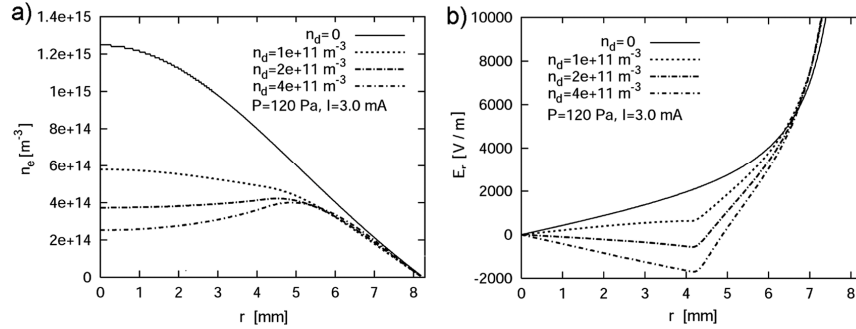 a)
n_e [m⁻³]
1.4e+15
1.2e+15
1e+15
8e+14
6e+14
4e+14
2e+14
0
n_d=0
n_d=1e+11 m⁻³
n_d=2e+11 m⁻³
n_d=4e+11 m⁻³
P=120 Pa, I=3.0 mA
0 1 2 3 4 5 6 7 8
r [mm]
b)
E_r [V / m]
10000
8000
6000
4000
2000
0
-2000
n_d=0
n_d=1e+11 m⁻³
n_d=2e+11 m⁻³
n_d=4e+11 m⁻³
P=120 Pa, I=3.0 mA
0 1 2 3 4 5 6 7 8
r [mm]